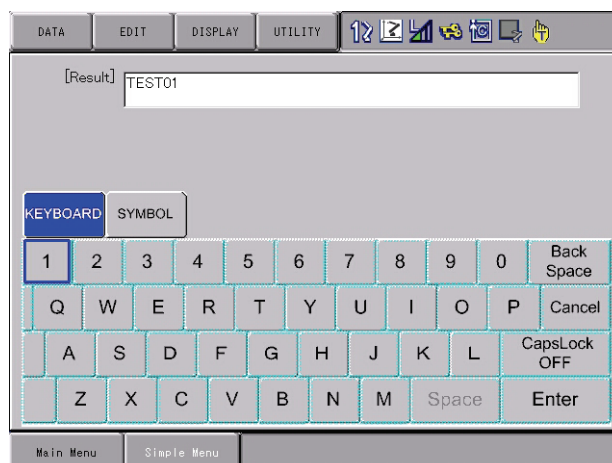 DATA EDIT DISPLAY UTILITY
[Result] TEST01
KEYBOARD SYMBOL
1 2 3 4 5 6 7 8 9 0 Back Space
Q W E R T Y U I O P Cancel
A S D F G H J K L CapsLock OFF
Z X C V B N M Space Enter
Main Menu Simple Menu